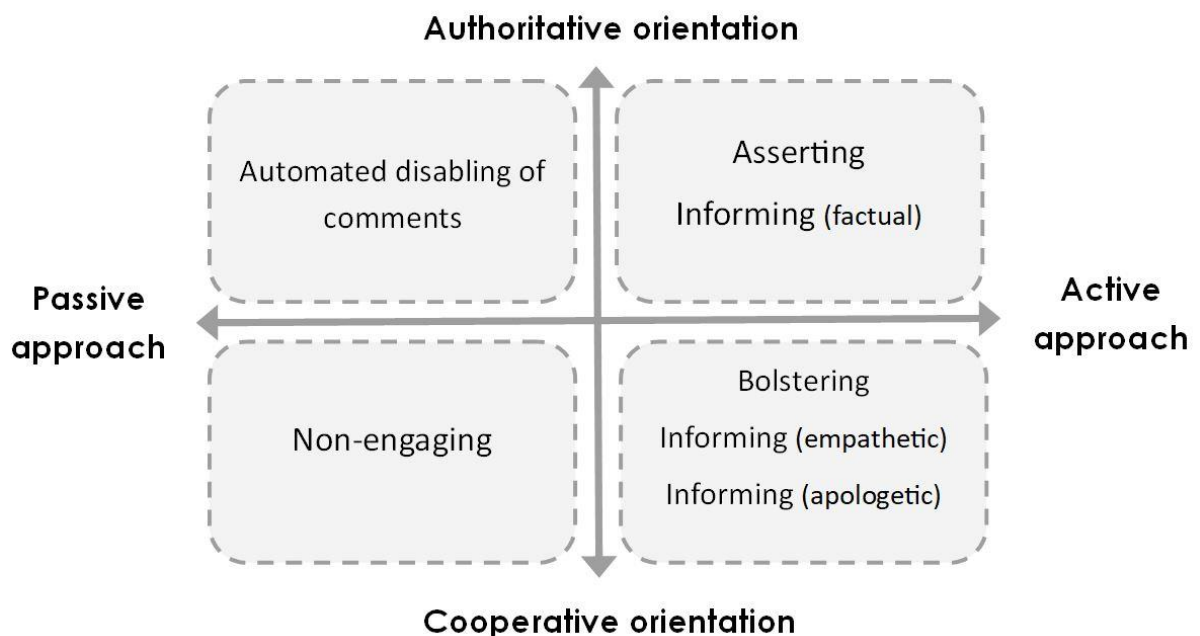 Authoritative orientation
Automated disabling of
comments
Asserting
Informing (factual)
Passive
approach
Active
approach
Non-engaging
Bolstering
Informing (empathetic)
Informing (apologetic)
Cooperative orientation